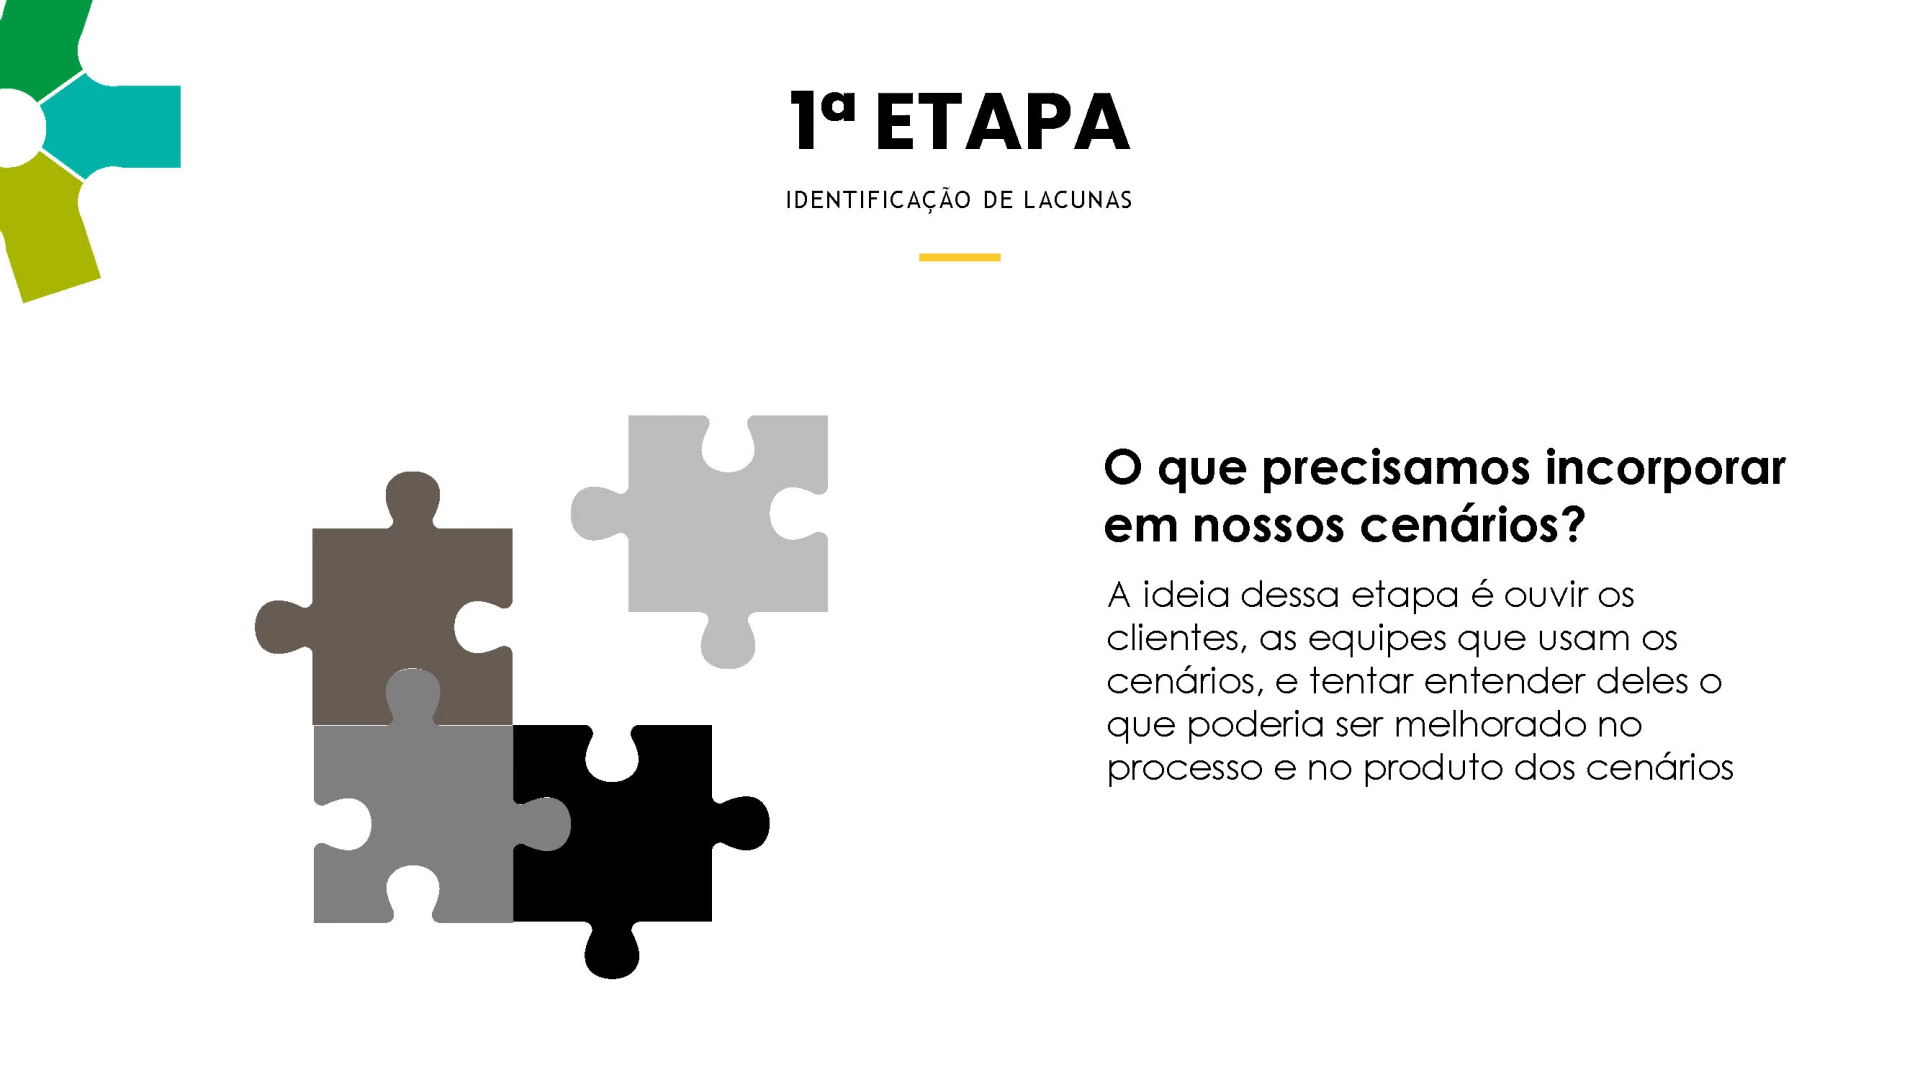 1ª ETAPA
IDENTIFICAÇÃO DE LACUNAS
O que precisamos incorporar
em nossos cenários?
A ideia dessa etapa é ouvir os
clientes, as equipes que usam os
cenários, e tentar entender deles o
que poderia ser melhorado no
processo e no produto dos cenários